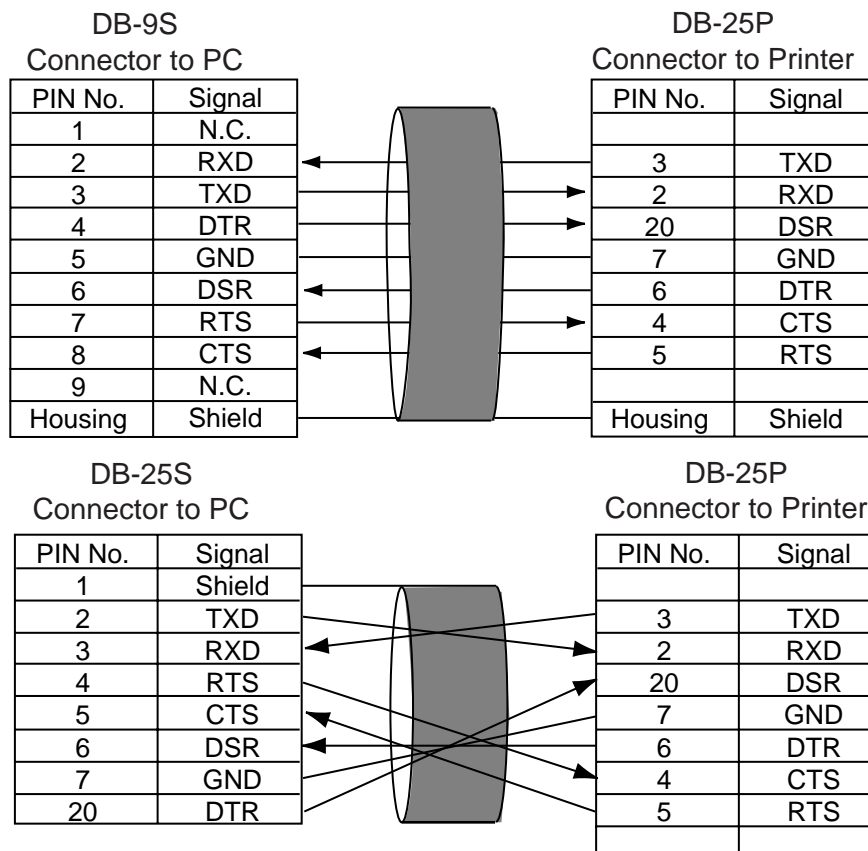 DB-9S
Connector to PC
DB-25P
Connector to Printer
PIN No. Signal
1 N.C.
2 RXD
3 TXD
4 DTR
5 GND
6 DSR
7 RTS
8 CTS
9 N.C.
Housing Shield
PIN No. Signal
3 TXD
2 RXD
20 DSR
7 GND
6 DTR
4 CTS
5 RTS
Housing Shield
DB-25S
Connector to PC
DB-25P
Connector to Printer
PIN No. Signal
1 Shield
2 TXD
3 RXD
4 RTS
5 CTS
6 DSR
7 GND
20 DTR
PIN No. Signal
3 TXD
2 RXD
20 DSR
7 GND
6 DTR
4 CTS
5 RTS